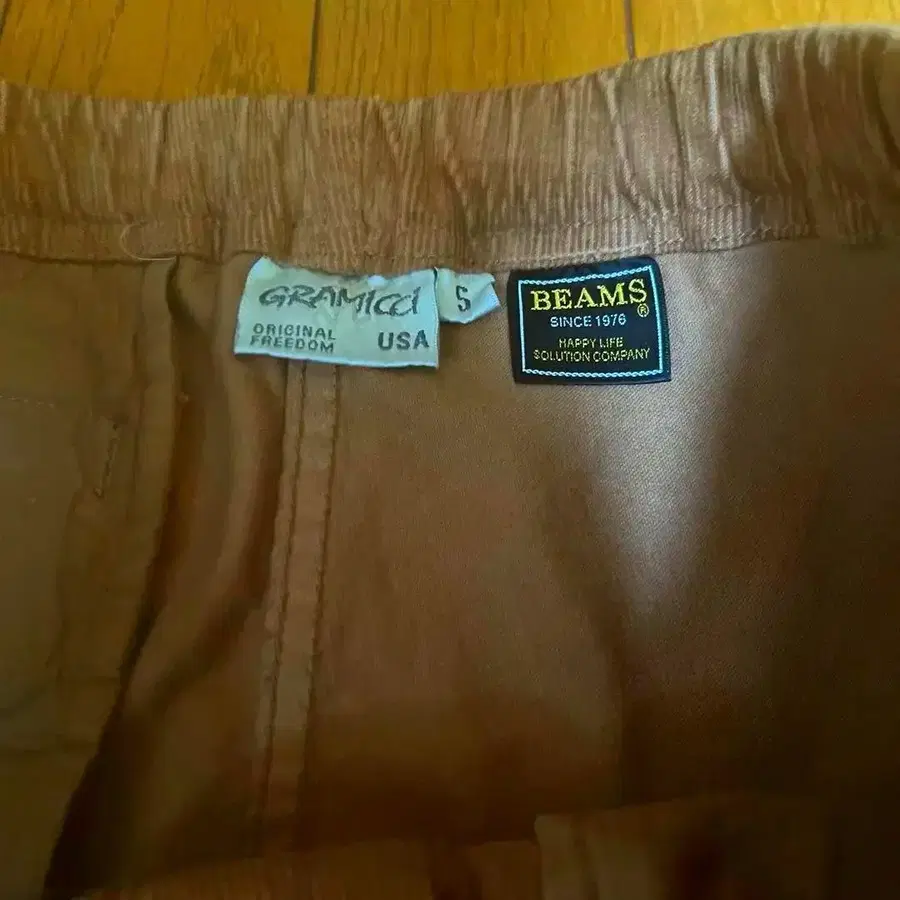 GRAMICCI
ORIGINAL
FREEDOM
USA
S
BEAMS®
SINCE 1976
HAPPY LIFE
SOLUTION COMPANY